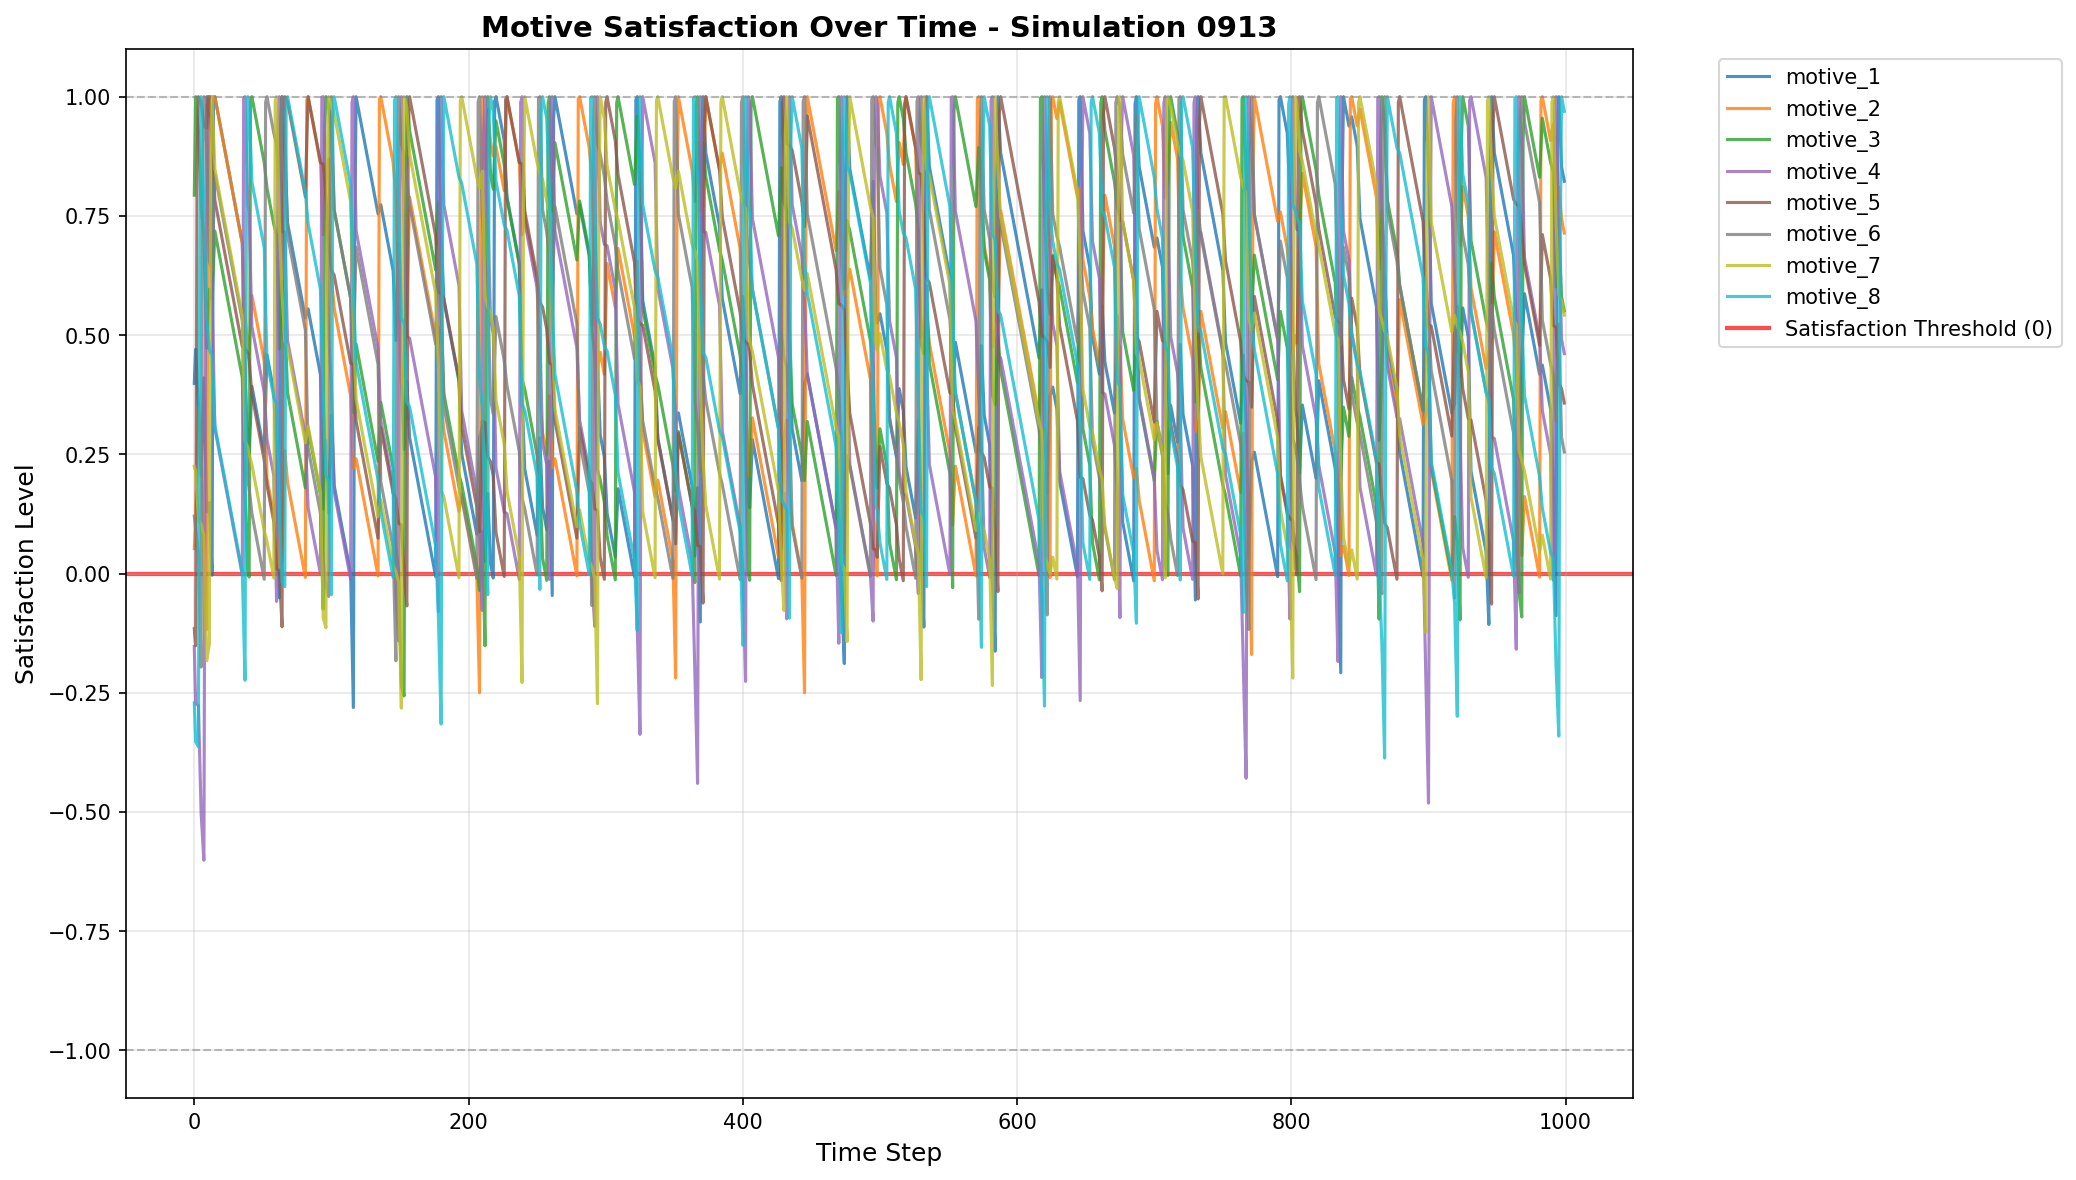 Motive Satisfaction Over Time - Simulation 0913
1.00
0.75
0.50
0.25
0.00
−0.25
−0.50
−0.75
−1.00
Satisfaction Level
0
200
400
600
800
1000
Time Step
motive_1
motive_2
motive_3
motive_4
motive_5
motive_6
motive_7
motive_8
Satisfaction Threshold (0)